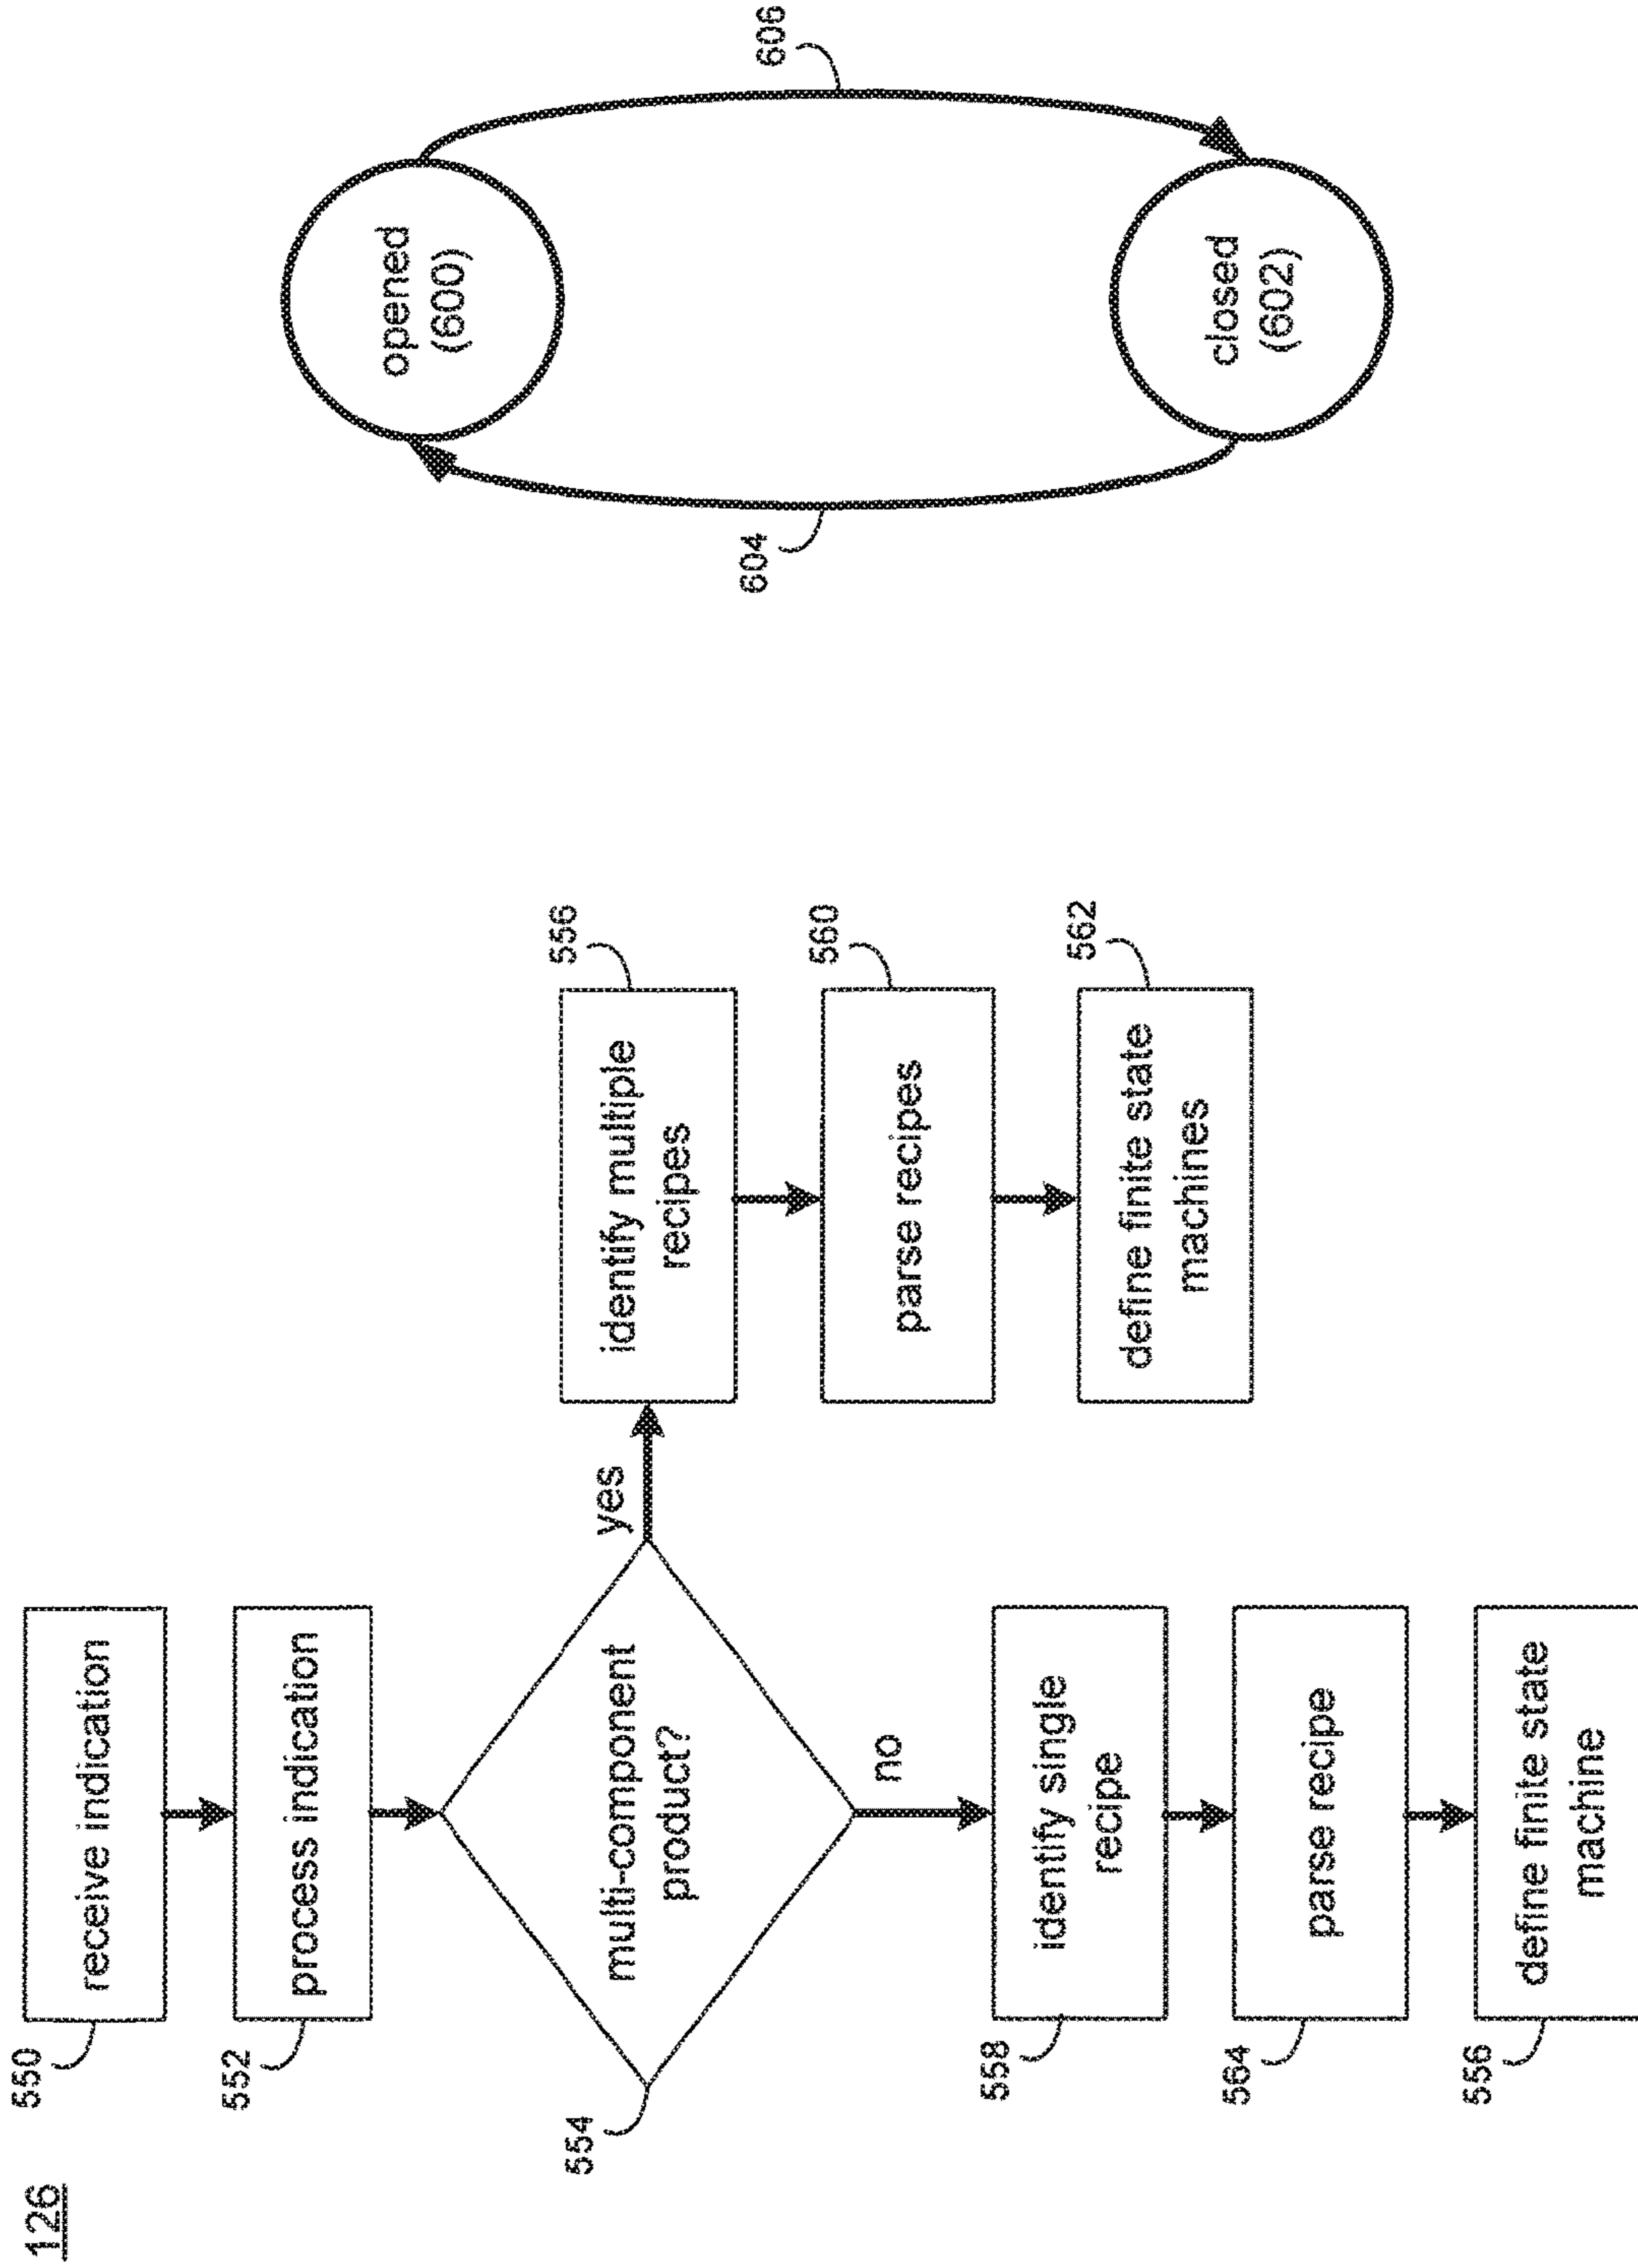 126
550
receive indication
552
process indication
554
multi-component
product?
yes
no
556
identify multiple
recipes
560
parse recipes
562
define finite state
machines
558
identify single
recipe
564
parse recipe
556
define finite state
machine
opened
(600)
closed
(602)
604
606